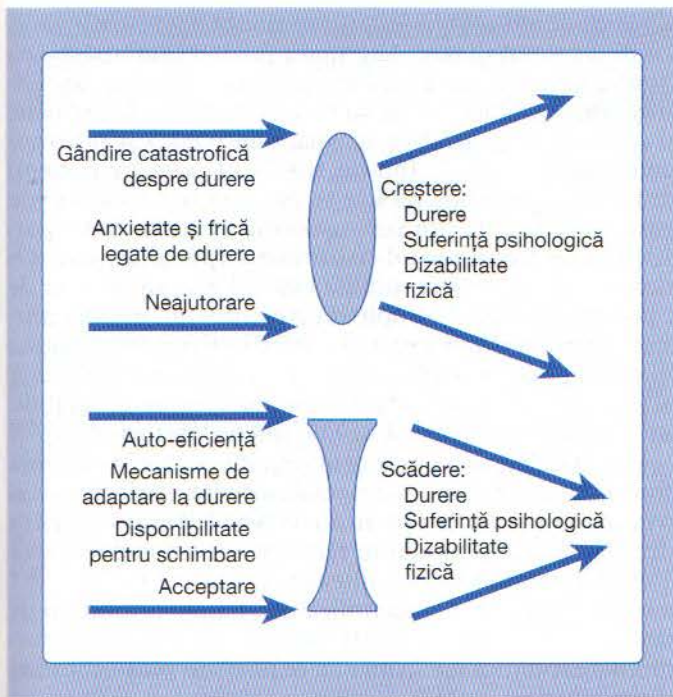 Gândire catastrofică
despre durere
Anxietate și frică
legate de durere
Neajutorare
Creștere:
Durere
Suferință psihologică
Dizabilitate
fizică
Auto-eficiență
Mecanisme de
adaptare la durere
Disponibilitate
pentru schimbare
Acceptare
Scădere:
Durere
Suferință psihologică
Dizabilitate
fizică